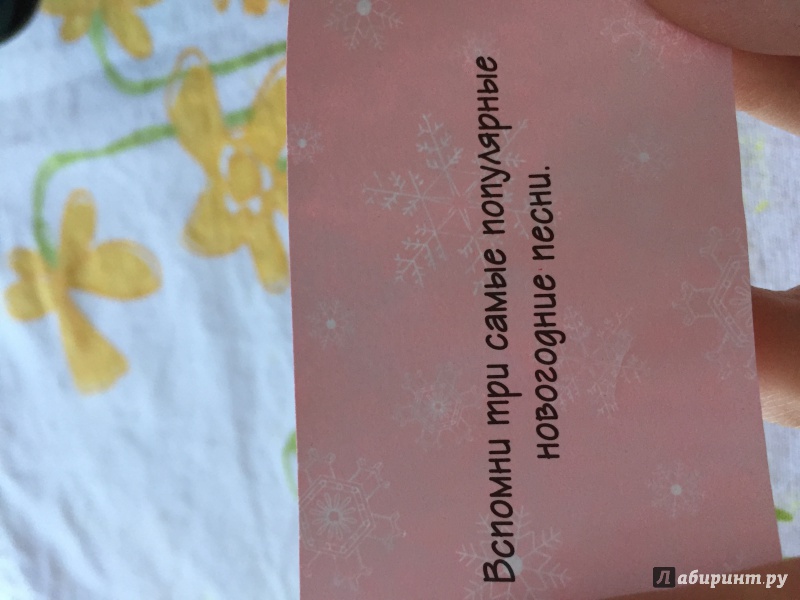 Вспомни три самые популярные
новогодние песни.
Лабиринт.ру